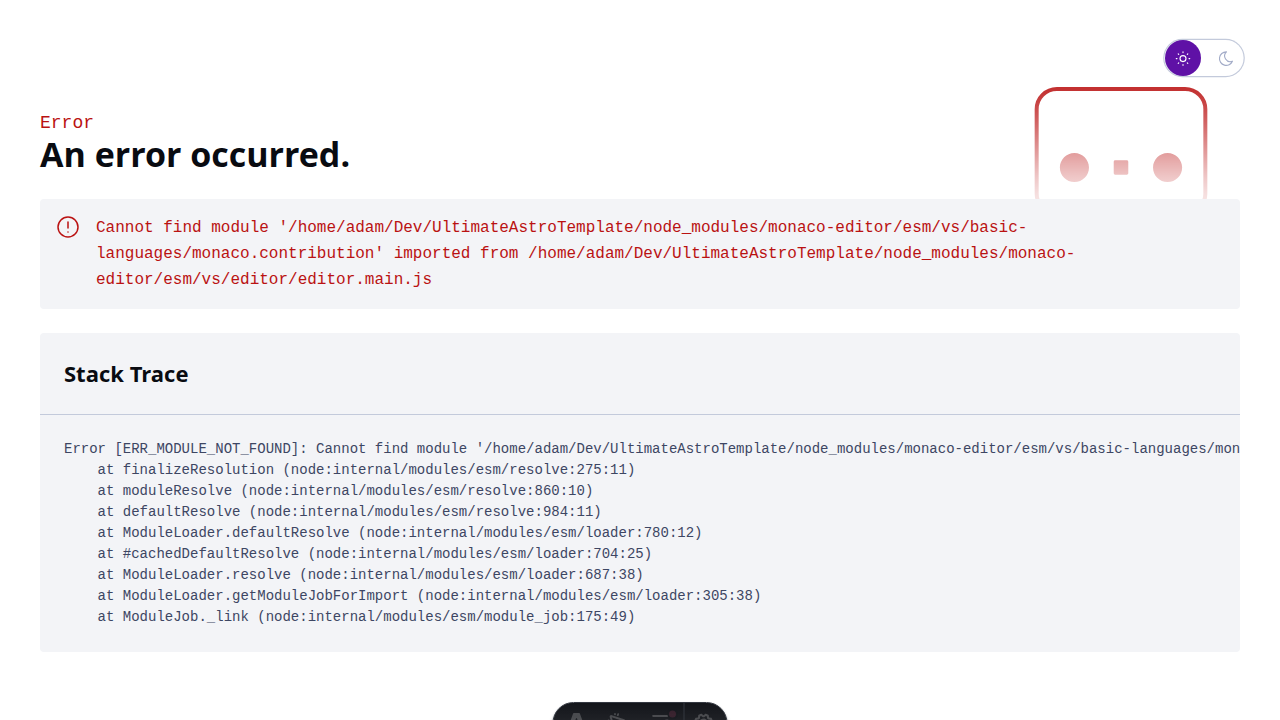 Error
An error occurred.
Cannot find module '/home/adam/Dev/UltimateAstroTemplate/node_modules/monaco-editor/esm/vs/basic-
languages/monaco.contribution' imported from /home/adam/Dev/UltimateAstroTemplate/node_modules/monaco-
editor/esm/vs/editor/editor.main.js
Stack Trace
Error [ERR_MODULE_NOT_FOUND]: Cannot find module '/home/adam/Dev/UltimateAstroTemplate/node_modules/monaco-editor/esm/vs/basic-languages/mon
    at finalizeResolution (node:internal/modules/esm/resolve:275:11)
    at moduleResolve (node:internal/modules/esm/resolve:860:10)
    at defaultResolve (node:internal/modules/esm/resolve:984:11)
    at ModuleLoader.defaultResolve (node:internal/modules/esm/loader:780:12)
    at #cachedDefaultResolve (node:internal/modules/esm/loader:704:25)
    at ModuleLoader.resolve (node:internal/modules/esm/loader:687:38)
    at ModuleLoader.getModuleJobForImport (node:internal/modules/esm/loader:305:38)
    at ModuleJob._link (node:internal/modules/esm/module_job:175:49)